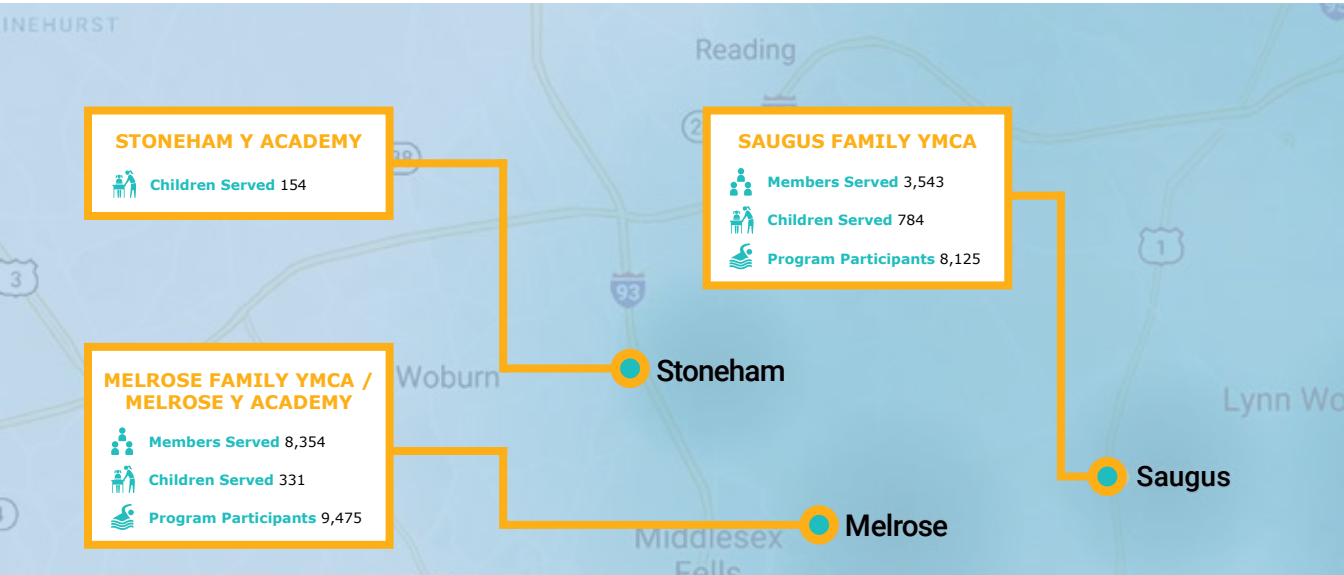 Reading
STONEHAM Y ACADEMY
Children Served 154
SAUGUS FAMILY YMCA
Members Served 3,543
Children Served 784
Program Participants 8,125
1
3
93
Stoneham
MELROSE FAMILY YMCA /
MELROSE Y ACADEMY
Members Served 8,354
Children Served 331
Program Participants 9,475
Woburn
Lynn Wo
Saugus
Melrose
Middlesex
Fells